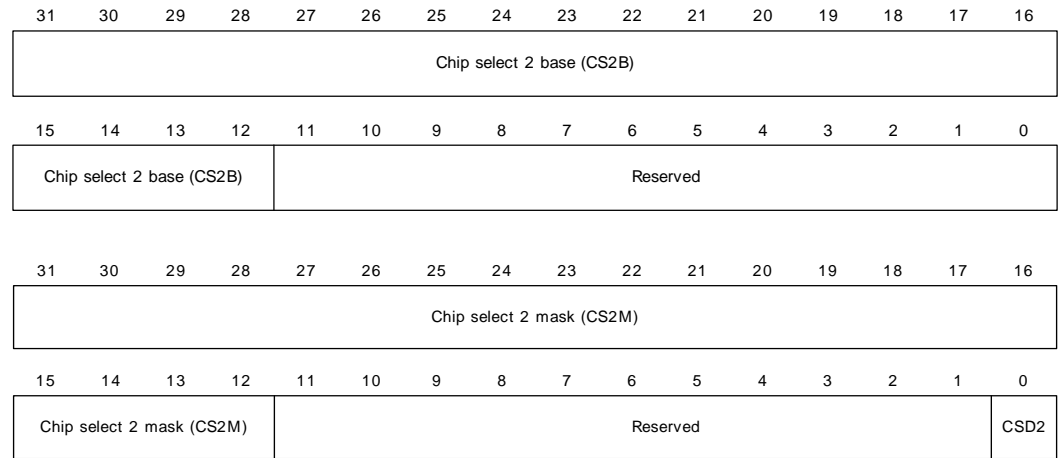 31 30 29 28 27 26 25 24 23 22 21 20 19 18 17 16
Chip select 2 base (CS2B)
15 14 13 12 11 10 9 8 7 6 5 4 3 2 1 0
Chip select 2 base (CS2B) Reserved
31 30 29 28 27 26 25 24 23 22 21 20 19 18 17 16
Chip select 2 mask (CS2M)
15 14 13 12 11 10 9 8 7 6 5 4 3 2 1 0
Chip select 2 mask (CS2M) Reserved CSD2